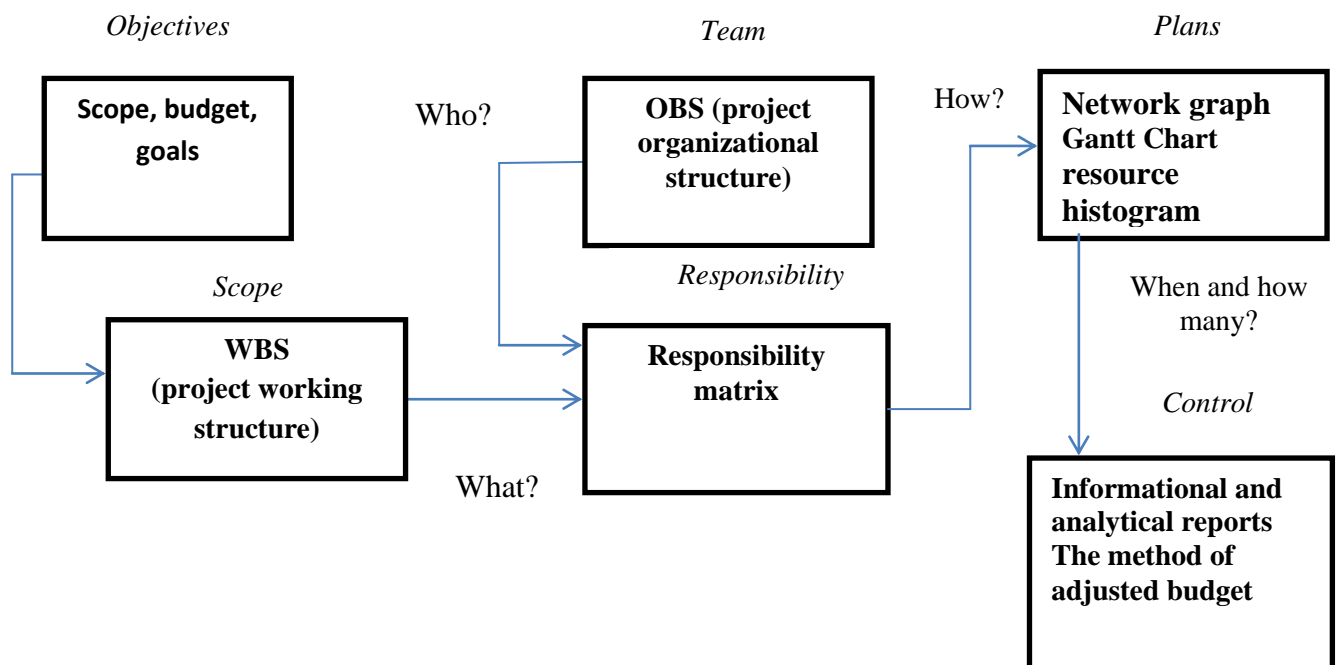 Objectives
Scope, budget,
goals
Scope
WBS
(project working
structure)
What?
Team
Who?
OBS (project
organizational
structure)
Responsibility
Responsibility
matrix
How?
Plans
Network graph
Gantt Chart
resource
histogram
When and how
many?
Control
Informational and
analytical reports
The method of
adjusted budget